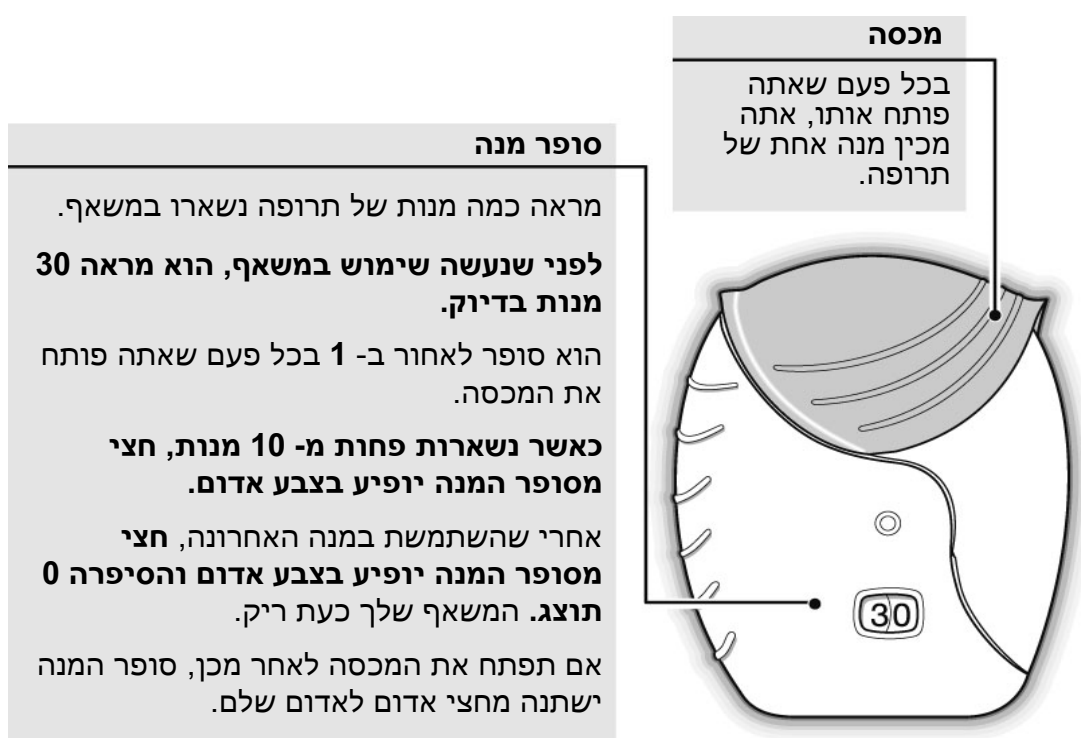 מכסה
בכל פעם שאתה
פותח אותו, אתה
מכין מנה אחת של
תרופה.
סופר מנה
מראה כמה מנות של תרופה נשארו במשאף.
לפני שנעשה שימוש במשאף, הוא מראה 30
מנות בדיוק.
הוא סופר לאחור ב- 1 בכל פעם שאתה פותח
את המכסה.
כאשר נשארות פחות מ- 10 מנות, חצי
מסופר המנה יופיע בצבע אדום.
אחרי שהשתמשת במנה האחרונה, חצי
מסופר המנה יופיע בצבע אדום והסיפרה 0
תוצג. המשאף שלך כעת ריק.
אם תפתח את המכסה לאחר מכן, סופר המנה
ישתנה מחצי אדום לאדום שלם.
30